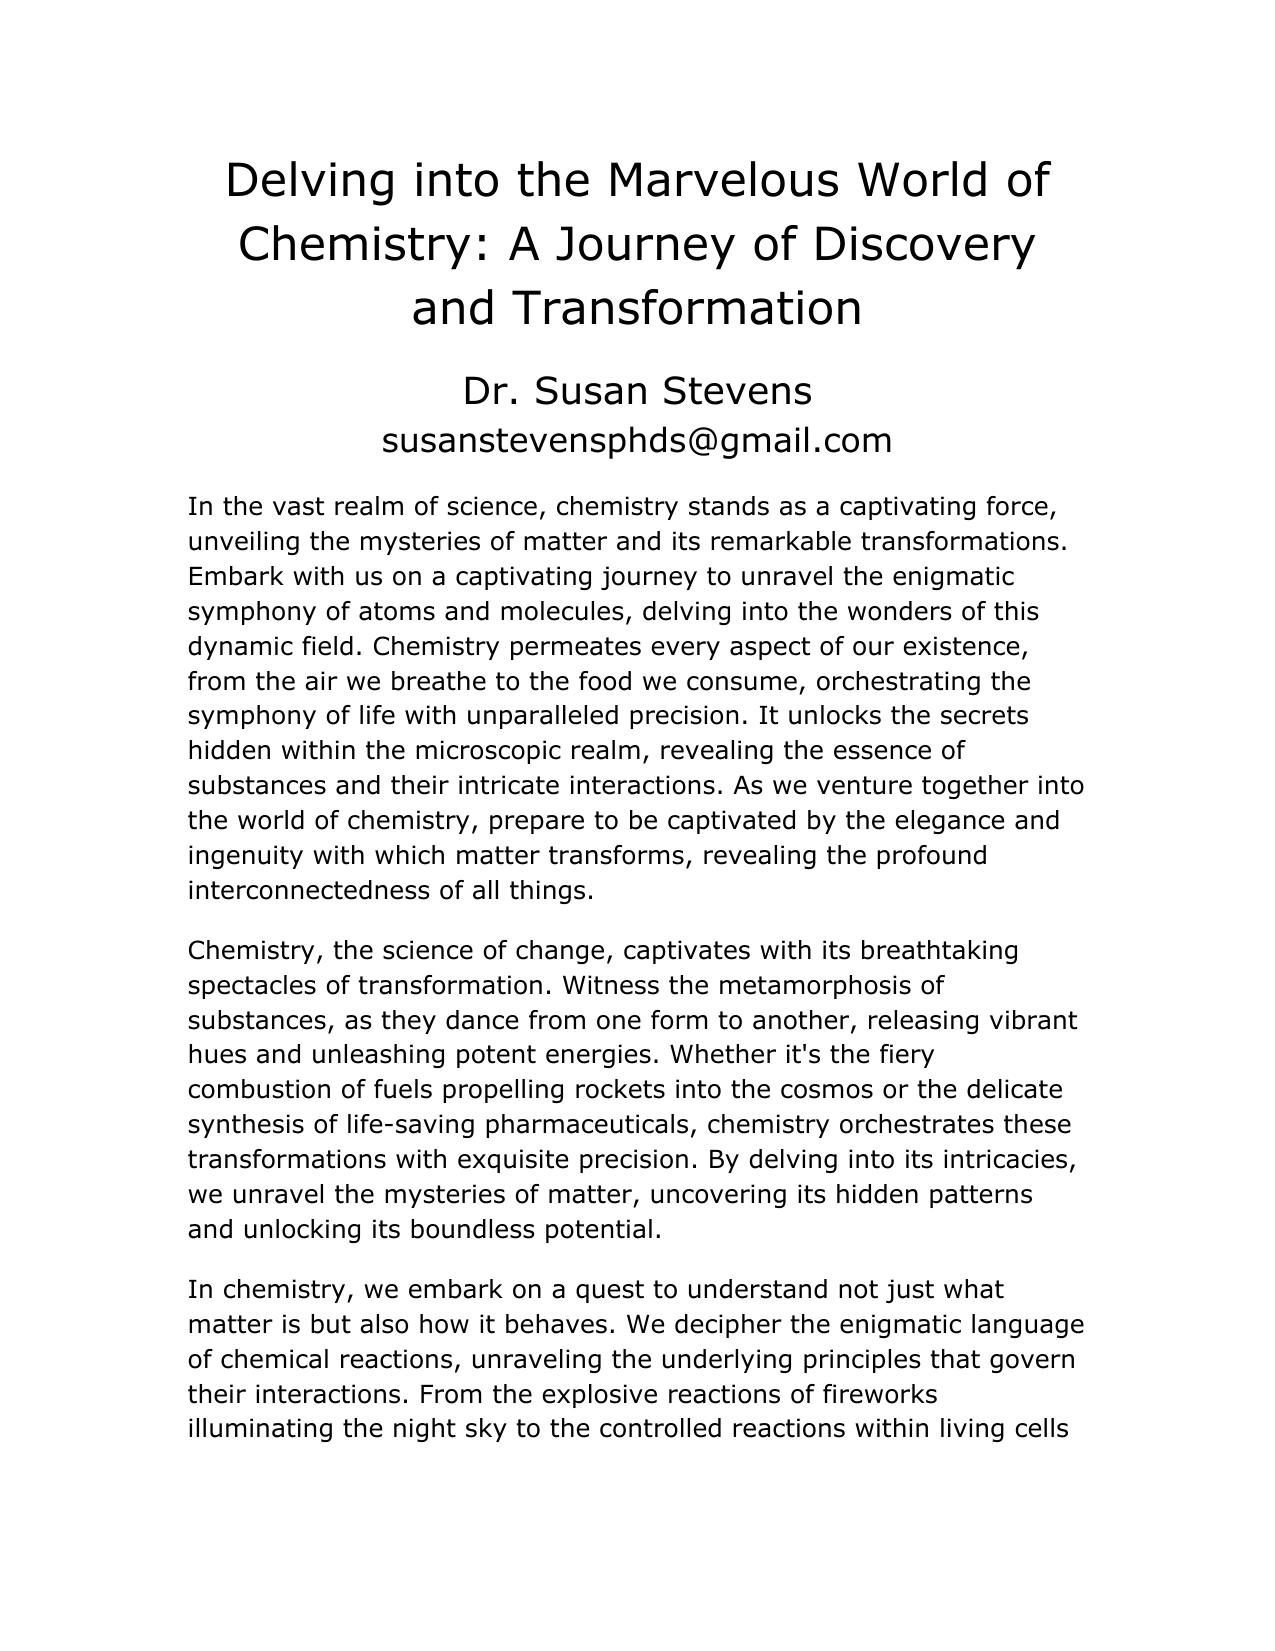 Delving into the Marvelous World of
Chemistry: A Journey of Discovery
and Transformation
Dr. Susan Stevens
susanstevensphds@gmail.com
In the vast realm of science, chemistry stands as a captivating force,
unveiling the mysteries of matter and its remarkable transformations.
Embark with us on a captivating journey to unravel the enigmatic
symphony of atoms and molecules, delving into the wonders of this
dynamic field. Chemistry permeates every aspect of our existence,
from the air we breathe to the food we consume, orchestrating the
symphony of life with unparalleled precision. It unlocks the secrets
hidden within the microscopic realm, revealing the essence of
substances and their intricate interactions. As we venture together into
the world of chemistry, prepare to be captivated by the elegance and
ingenuity with which matter transforms, revealing the profound
interconnectedness of all things.
Chemistry, the science of change, captivates with its breathtaking
spectacles of transformation. Witness the metamorphosis of
substances, as they dance from one form to another, releasing vibrant
hues and unleashing potent energies. Whether it's the fiery
combustion of fuels propelling rockets into the cosmos or the delicate
synthesis of life-saving pharmaceuticals, chemistry orchestrates these
transformations with exquisite precision. By delving into its intricacies,
we unravel the mysteries of matter, uncovering its hidden patterns
and unlocking its boundless potential.
In chemistry, we embark on a quest to understand not just what
matter is but also how it behaves. We decipher the enigmatic language
of chemical reactions, unraveling the underlying principles that govern
their interactions. From the explosive reactions of fireworks
illuminating the night sky to the controlled reactions within living cells